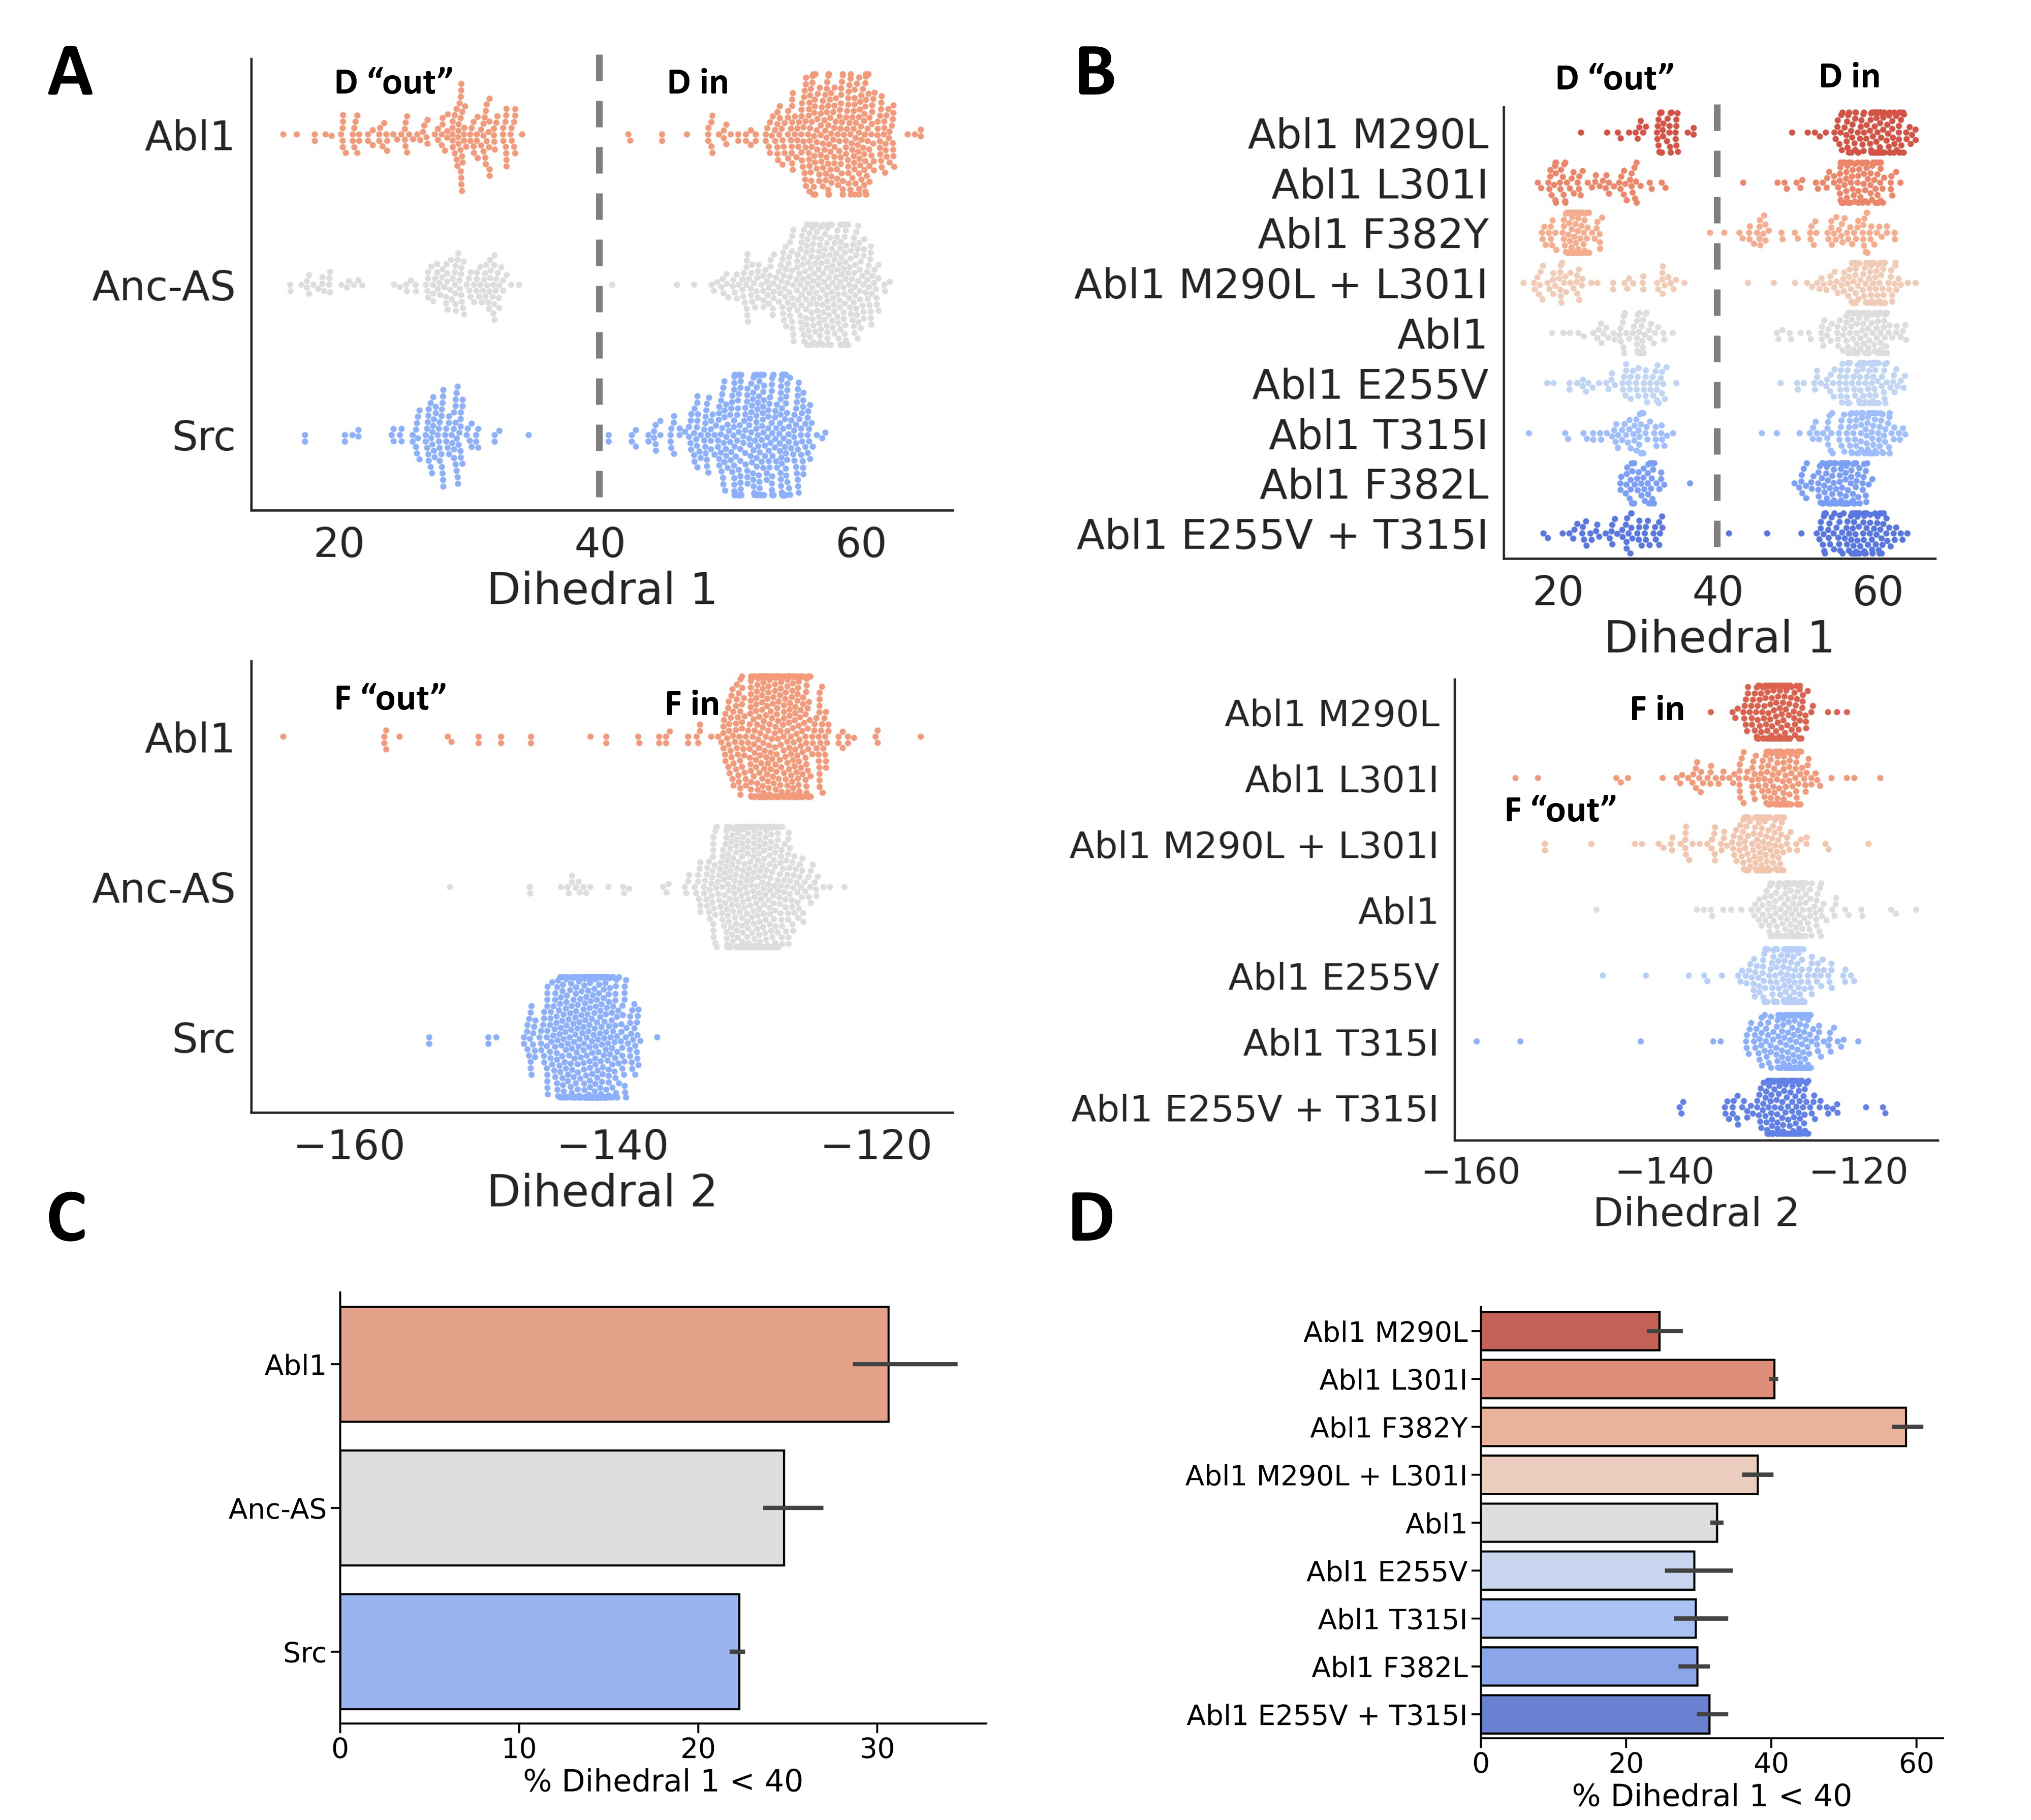 A
D “out”
D in
Abl1
Anc-AS
Src
20
40
60
Dihedral 1
F “out”
F in
Abl1
Anc-AS
Src
−160
−140
−120
Dihedral 2
B
D “out”
D in
Abl1 M290L
Abl1 L301I
Abl1 F382Y
Abl1 M290L + L301I
Abl1
Abl1 E255V
Abl1 T315I
Abl1 F382L
Abl1 E255V + T315I
20
40
60
Dihedral 1
F in
Abl1 M290L
Abl1 L301I
F “out”
Abl1 M290L + L301I
Abl1
Abl1 E255V
Abl1 T315I
Abl1 E255V + T315I
−160
−140
−120
Dihedral 2
C
Abl1
Anc-AS
Src
0
10
20
30
% Dihedral 1 < 40
D
Abl1 M290L
Abl1 L301I
Abl1 F382Y
Abl1 M290L + L301I
Abl1
Abl1 E255V
Abl1 T315I
Abl1 F382L
Abl1 E255V + T315I
0
20
40
60
% Dihedral 1 < 40